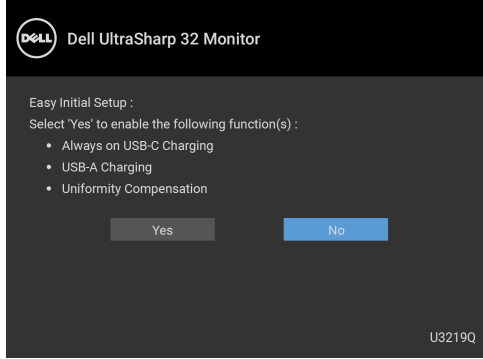 DELL Dell UltraSharp 32 Monitor
Easy Initial Setup :
Select 'Yes' to enable the following function(s) :
• Always on USB-C Charging
• USB-A Charging
• Uniformity Compensation
Yes No
U3219Q